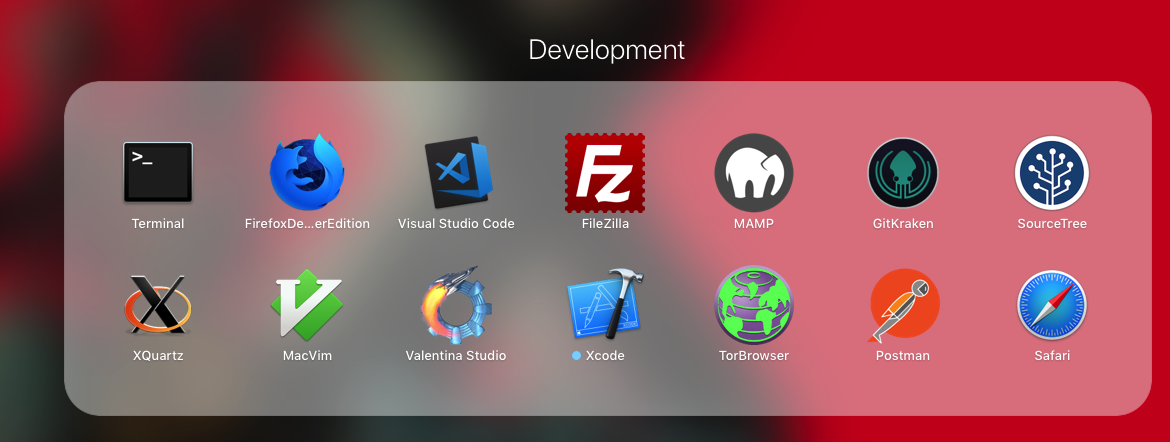 Development
>_
Terminal
FirefoxDe...erEdition
Visual Studio Code
Fz
FileZilla
MAMP
GitKraken
SourceTree
XQuartz
MacVim
Valentina Studio
Xcode
TorBrowser
Postman
Safari